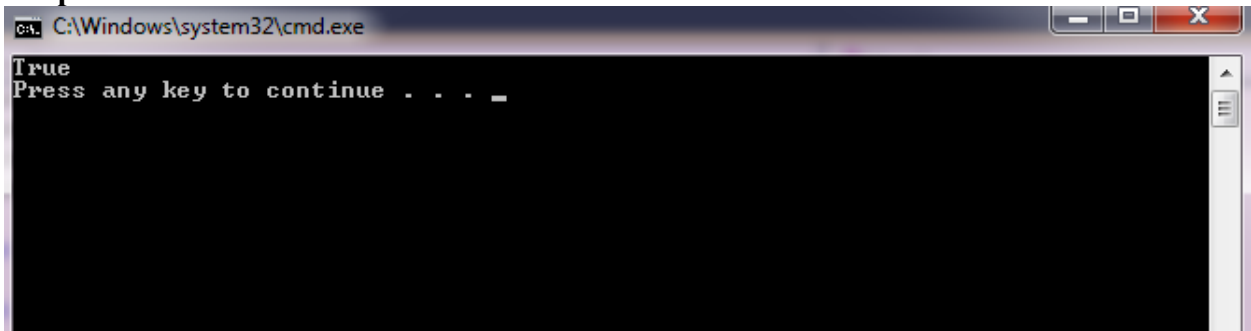 C:\Windows\system32\cmd.exe
True
Press any key to continue . . . _